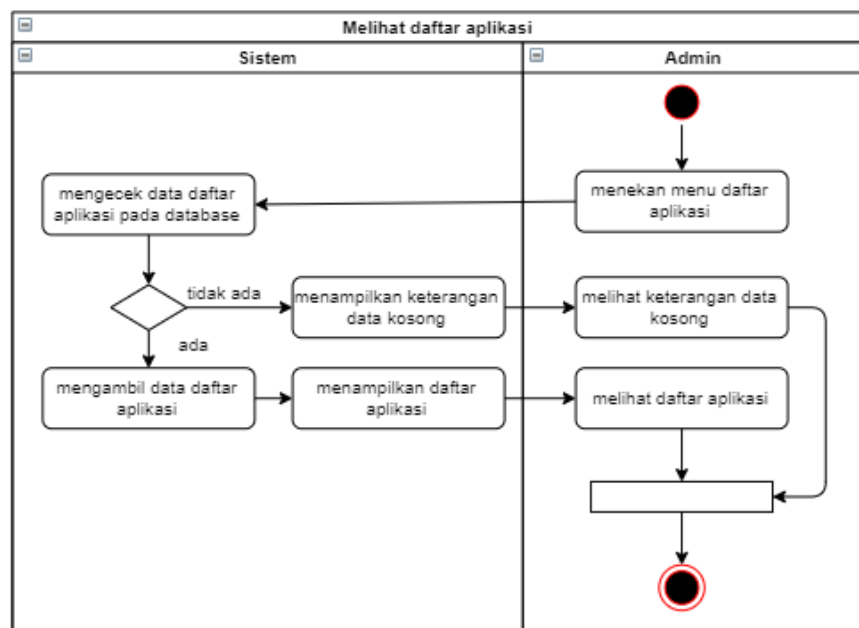 Melihat daftar aplikasi
Sistem
Admin
menekan menu daftar
aplikasi
mengecek data daftar
aplikasi pada database
tidak ada
menampilkan keterangan
data kosong
melihat keterangan data
kosong
ada
mengambil data daftar
aplikasi
menampilkan daftar
aplikasi
melihat daftar aplikasi